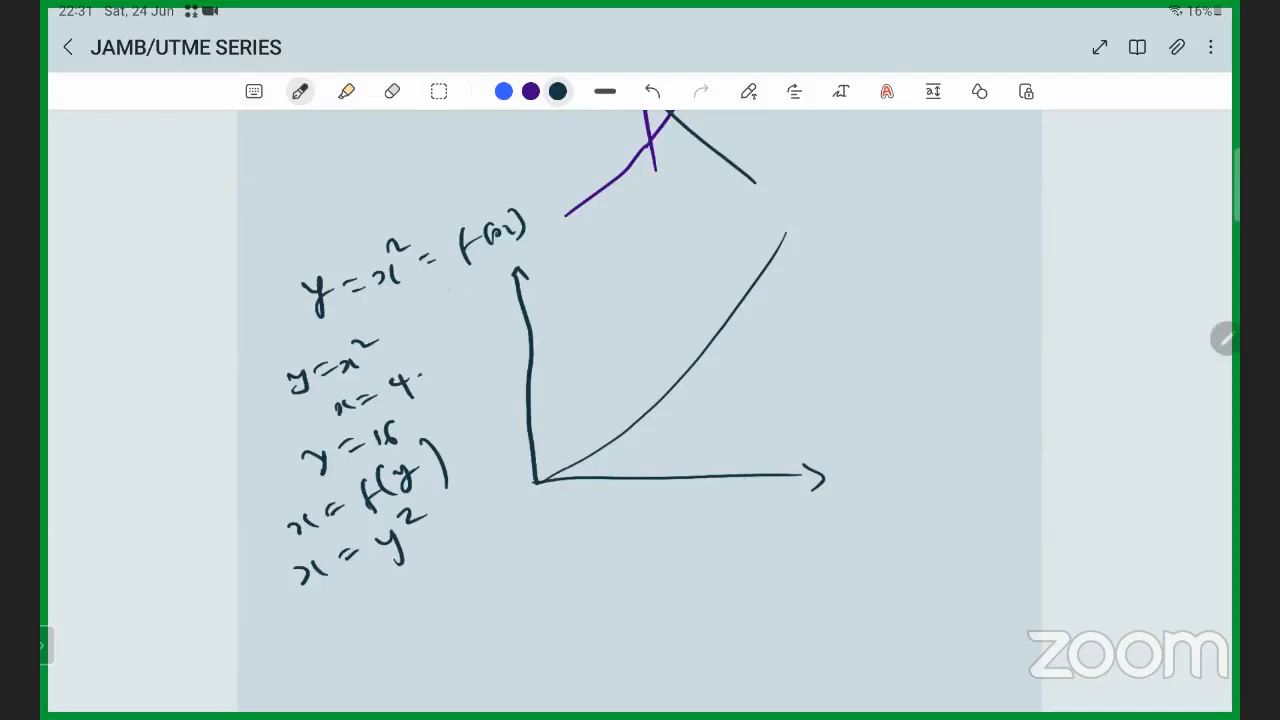 22:31 Sat, 24 Jun
16%
JAMB/UTME SERIES
y = x² = f(x)
y = x²
x = 4
y = 16
x = f(y)
x = y²
zoom